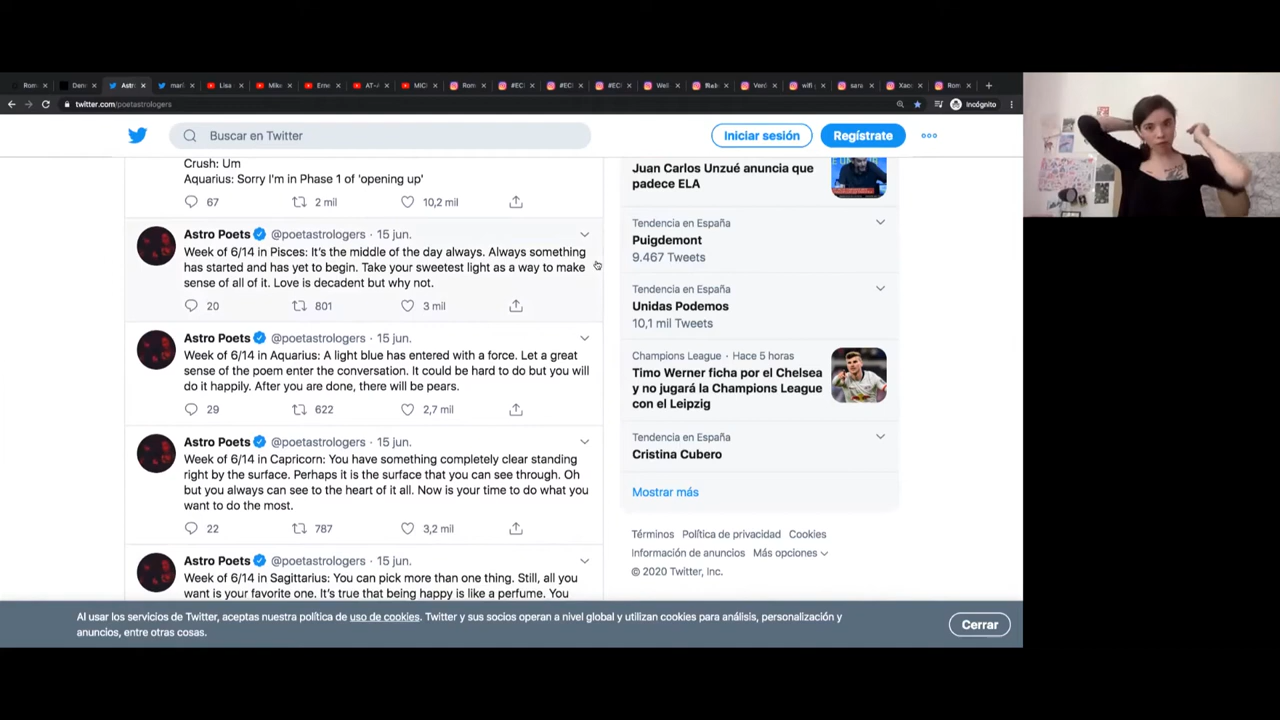 Rom
Den
Astr
mar
Lisa
Mike
Erne
AT-
MICI
Rom
#ECI
#ECI
#ECI
Well
Verō
wifi
sara
Xac
Rom
twitter.com/poetastrologers
Incógnito
Buscar en Twitter
Iniciar sesión
Regístrate
Crush: Um
Aquarius: Sorry I'm in Phase 1 of 'opening up'
67 2 mil 10,2 mil
Astro Poets @poetastrologers · 15 jun.
Week of 6/14 in Pisces: It's the middle of the day always. Always something
has started and has yet to begin. Take your sweetest light as a way to make
sense of all of it. Love is decadent but why not.
20 801 3 mil
Astro Poets @poetastrologers · 15 jun.
Week of 6/14 in Aquarius: A light blue has entered with a force. Let a great
sense of the poem enter the conversation. It could be hard to do but you will
do it happily. After you are done, there will be pears.
29 622 2,7 mil
Astro Poets @poetastrologers · 15 jun.
Week of 6/14 in Capricorn: You have something completely clear standing
right by the surface. Perhaps it is the surface that you can see through. Oh
but you always can see to the heart of it all. Now is your time to do what you
want to do the most.
22 787 3,2 mil
Astro Poets @poetastrologers · 15 jun.
Week of 6/14 in Sagittarius: You can pick more than one thing. Still, all you
want is your favorite one. It's true that being happy is like a perfume. You
Juan Carlos Unzué anuncia que
padece ELA
Tendencia en España
Puigdemont
9.467 Tweets
Tendencia en España
Unidas Podemos
10,1 mil Tweets
Champions League · Hace 5 horas
Timo Werner ficha por el Chelsea
y no jugará la Champions League
con el Leipzig
Tendencia en España
Cristina Cubero
Mostrar más
Términos Política de privacidad Cookies
Información de anuncios Más opciones
© 2020 Twitter, Inc.
Al usar los servicios de Twitter, aceptas nuestra política de uso de cookies. Twitter y sus socios operan a nivel global y utilizan cookies para análisis, personalización y
anuncios, entre otras cosas.
Cerrar